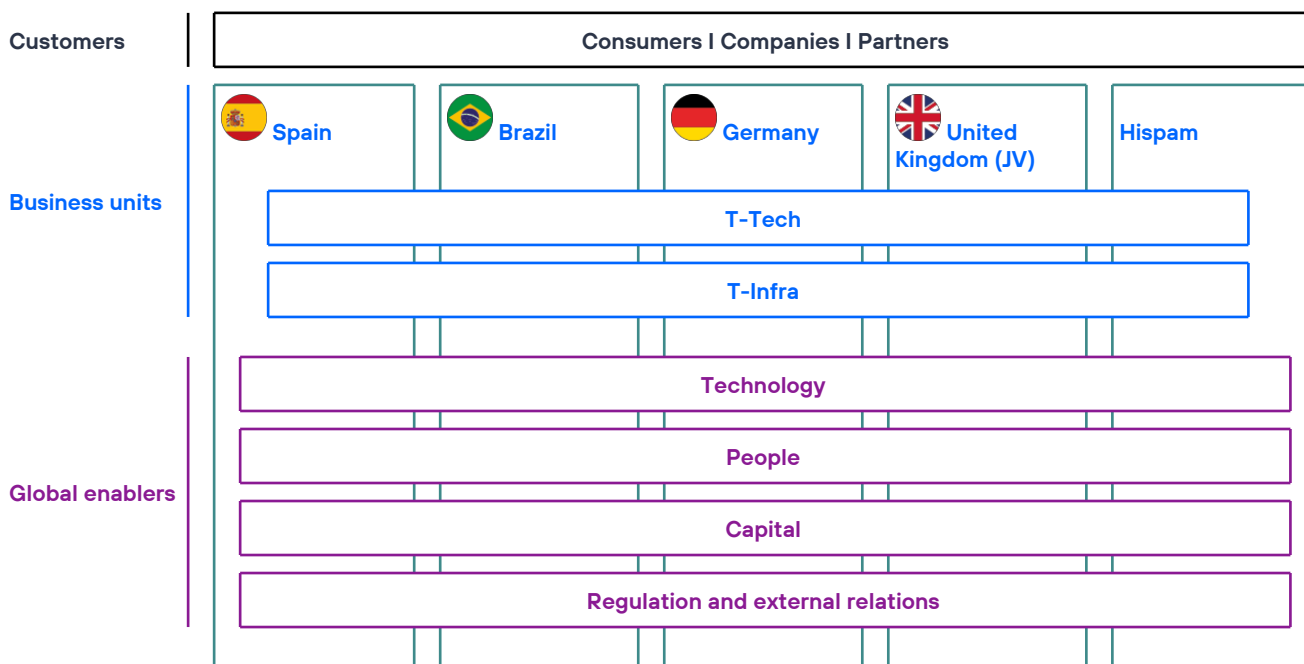 Customers
Consumers I Companies I Partners
Spain
Brazil
Germany
United
Kingdom (JV)
Hispam
Business units
T-Tech
T-Infra
Global enablers
Technology
People
Capital
Regulation and external relations